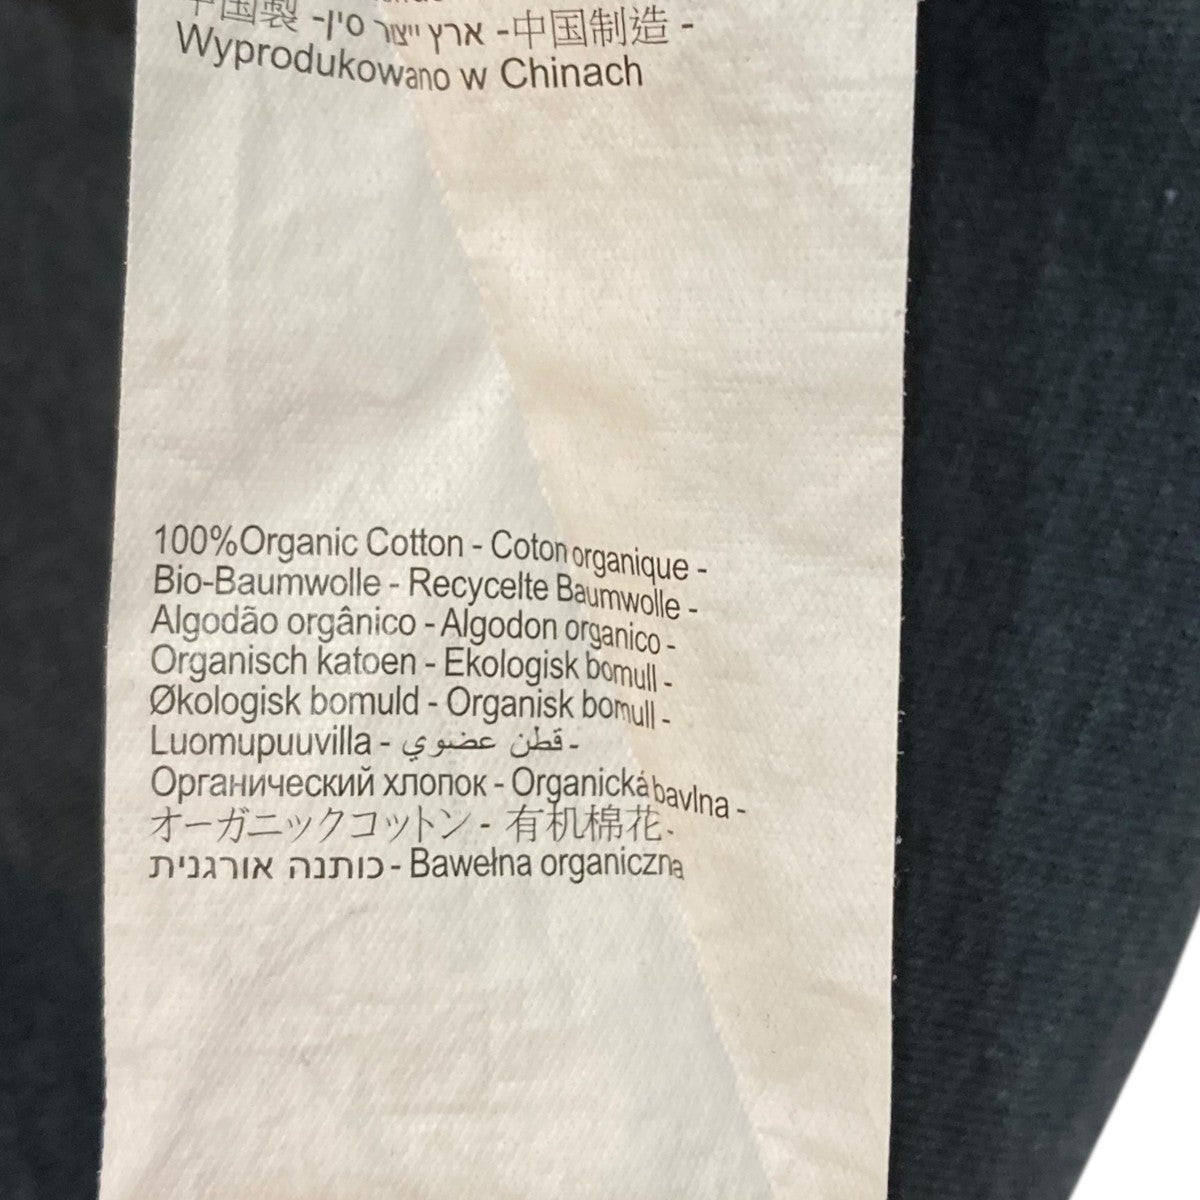 中国製 -ארץ ייצור סין -中国制造 -
Wyprodukowano w Chinach
100%Organic Cotton - Coton organique -
Bio-Baumwolle - Recycelte Baumwolle -
Algodão orgânico - Algodon organico -
Organisch katoen - Ekologisk bomull -
Økologisk bomuld - Organisk bomull -
Luomupuuvilla - قطن عضوي -
Органический хлопок - Organická bavlna -
オーガニックコットン - 有机棉花 -
כותנה אורגנית - Bawełna organiczna